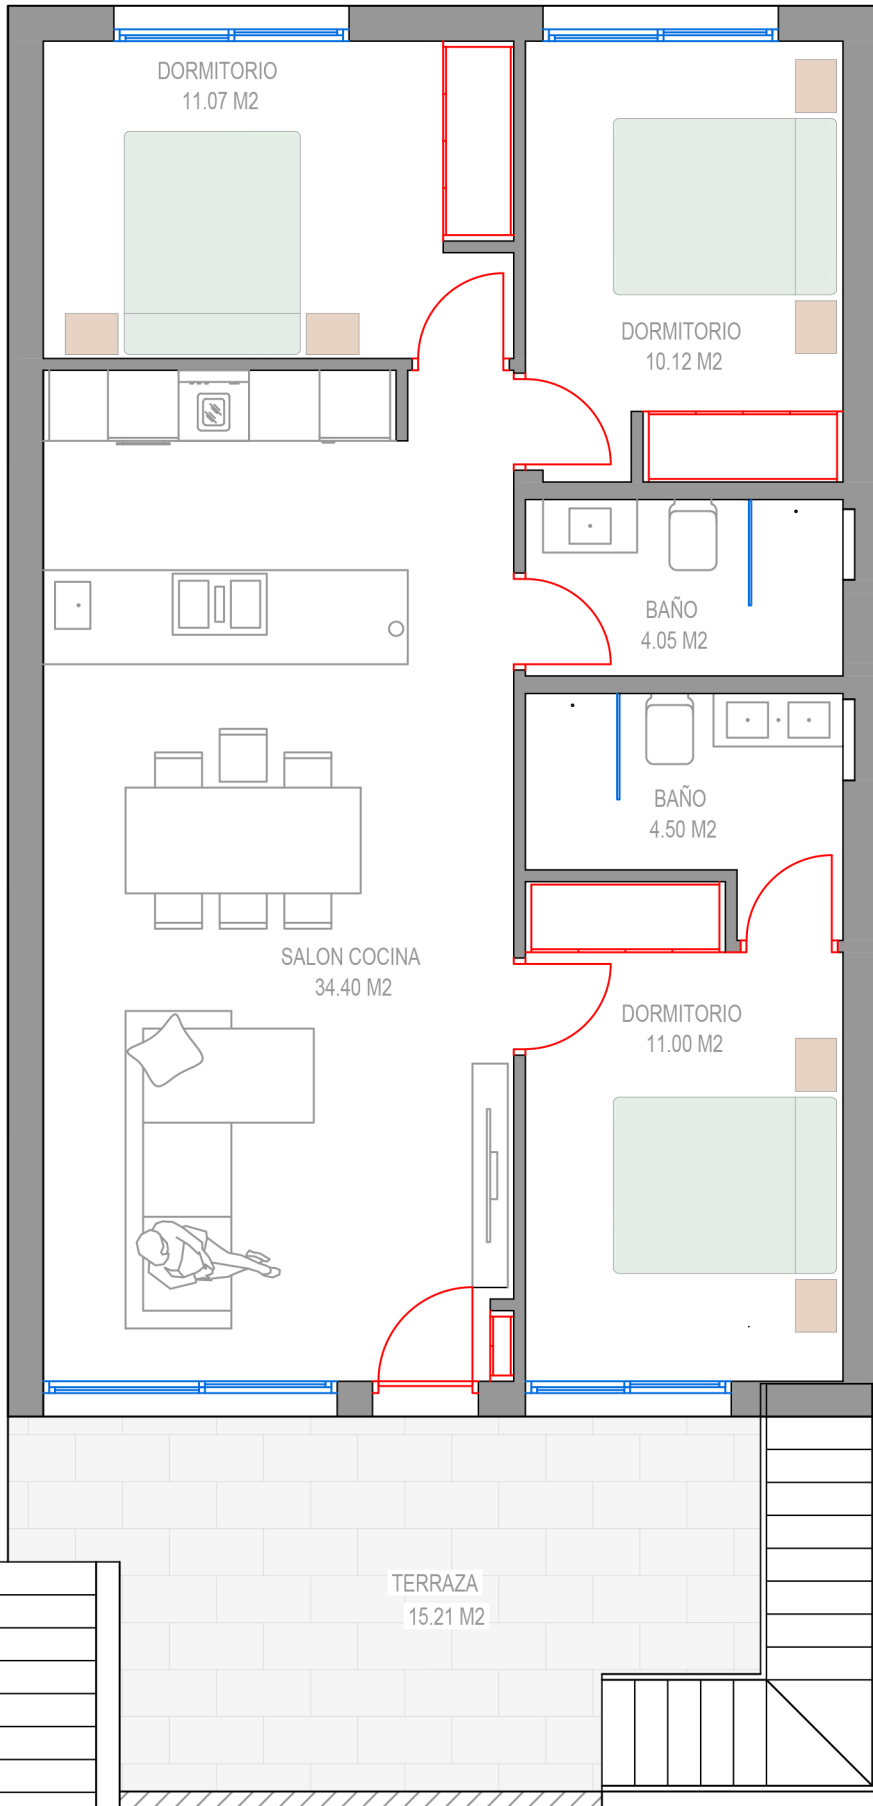 DORMITORIO
11.07 M2
DORMITORIO
10.12 M2
BAÑO
4.05 M2
BAÑO
4.50 M2
SALON COCINA
34.40 M2
DORMITORIO
11.00 M2
TERRAZA
15.21 M2